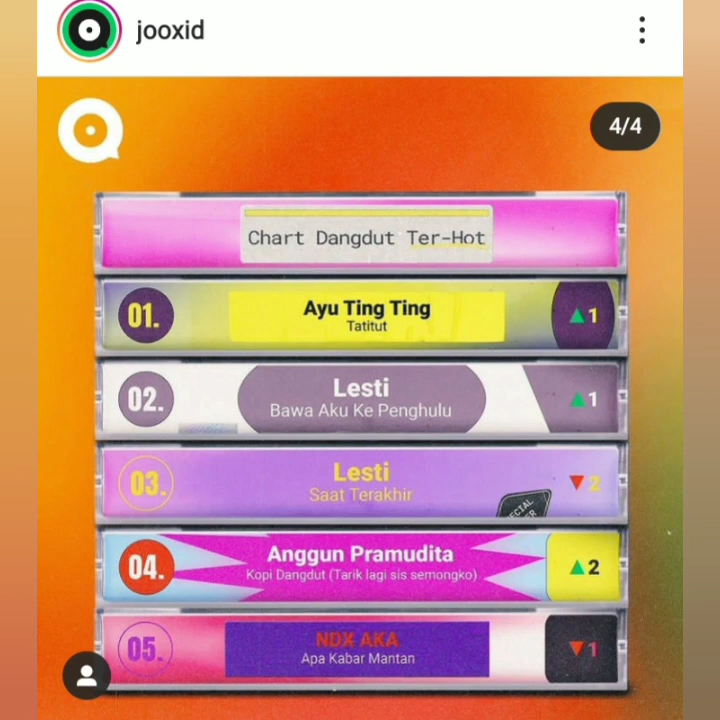 jooxid
4/4
Chart Dangdut Ter-Hot
01.
Ayu Ting Ting
Tatitut
1
02.
Lesti
Bawa Aku Ke Penghulu
1
03.
Lesti
Saat Terakhir
2
04.
Anggun Pramudita
Kopi Dangdut (Tarik lagi sis semongko)
2
05.
NDX AKA
Apa Kabar Mantan
1